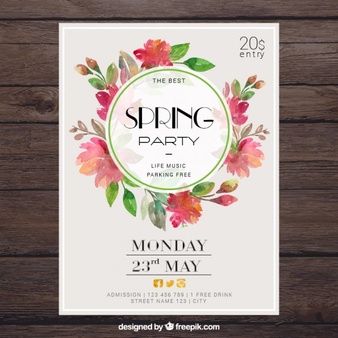 20$
entry
THE BEST
SPRING
PARTY
LIFE MUSIC
PARKING FREE
MONDAY
23rd MAY
ADMISSION | 123 456 789 | 1 FREE DRINK
STREET NAME 123 | CITY
designed by freepik.com